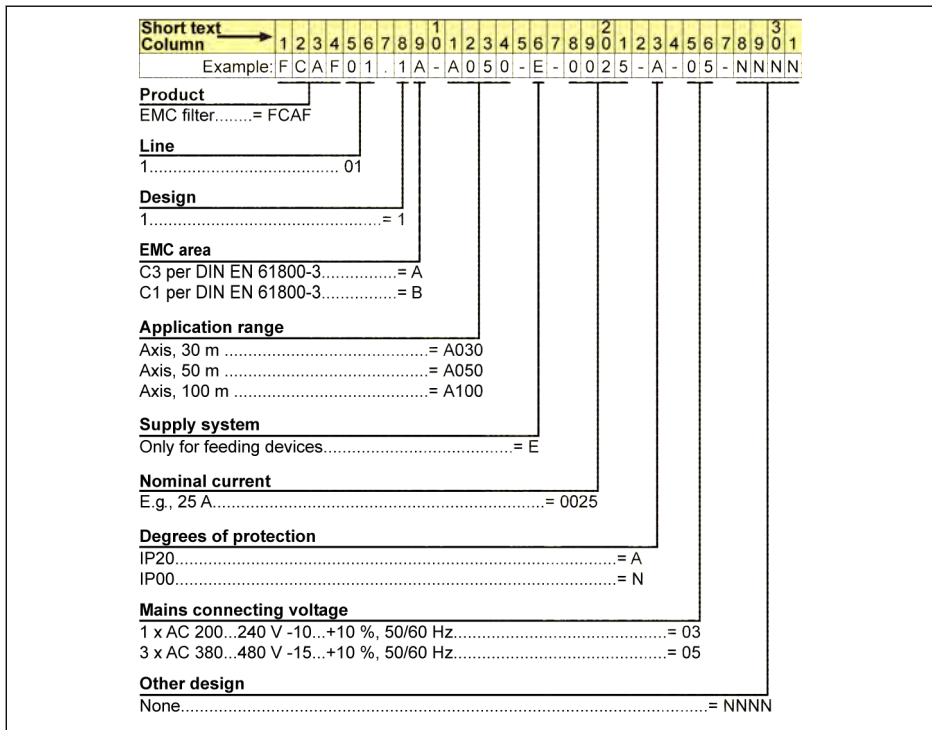 Short text
Column 1 2 3 4 5 6 7 8 9 10 1 2 3 4 5 6 7 8 9 20 1 2 3 4 5 6 7 8 9 30 1
Example: F C A F 0 1 . 1 A - A 0 5 0 - E - 0 0 2 5 - A - 0 5 - N N N N
Product
EMC filter........= FCAF
Line
1....................................... 01
Design
1................................................= 1
EMC area
C3 per DIN EN 61800-3................= A
C1 per DIN EN 61800-3................= B
Application range
Axis, 30 m ...........................................= A030
Axis, 50 m ...........................................= A050
Axis, 100 m .........................................= A100
Supply system
Only for feeding devices........................................= E
Nominal current
E.g., 25 A......................................................................= 0025
Degrees of protection
IP20.............................................................................................= A
IP00.............................................................................................= N
Mains connecting voltage
1 x AC 200...240 V -10...+10 %, 50/60 Hz.............................................= 03
3 x AC 380...480 V -15...+10 %, 50/60 Hz.............................................= 05
Other design
None...............................................................................................................= NNNN